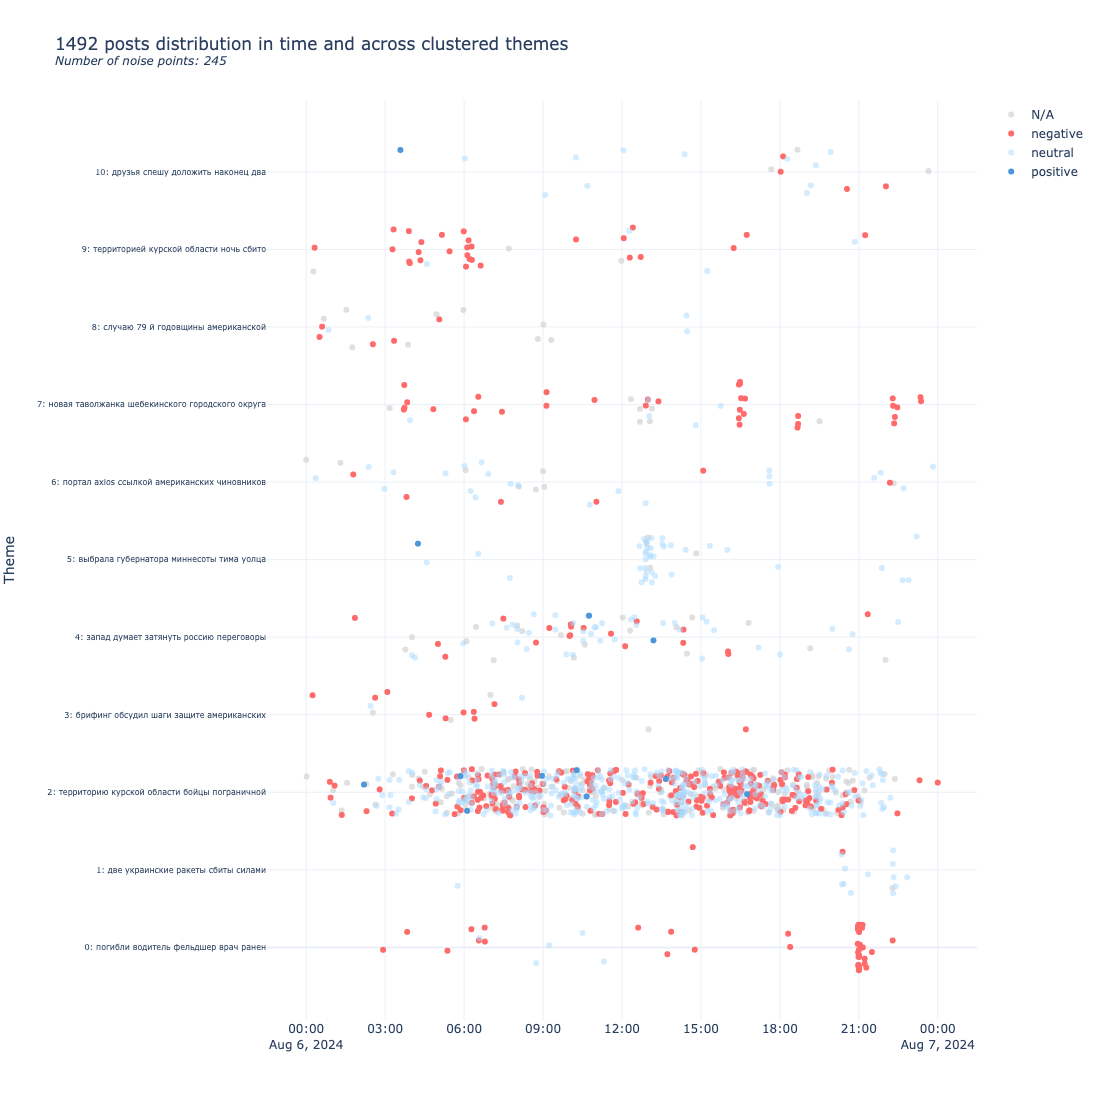 1492 posts distribution in time and across clustered themes
Number of noise points: 245
N/A
negative
neutral
positive
10: друзья спешу доложить наконец два
9: территорией курской области ночь сбито
8: случаю 79 й годовщины американской
7: новая таволжанка шебекинского городского округа
6: портал axios ссылкой американских чиновников
5: выбрала губернатора миннесоты тима уолца
4: запад думает затянуть россию переговоры
3: брифинг обсудил шаги защите американских
2: территорию курской области бойцы пограничной
1: две украинские ракеты сбиты силами
0: погибли водитель фельдшер врач ранен
Theme
00:00 03:00 06:00 09:00 12:00 15:00 18:00 21:00 00:00
Aug 6, 2024 Aug 7, 2024